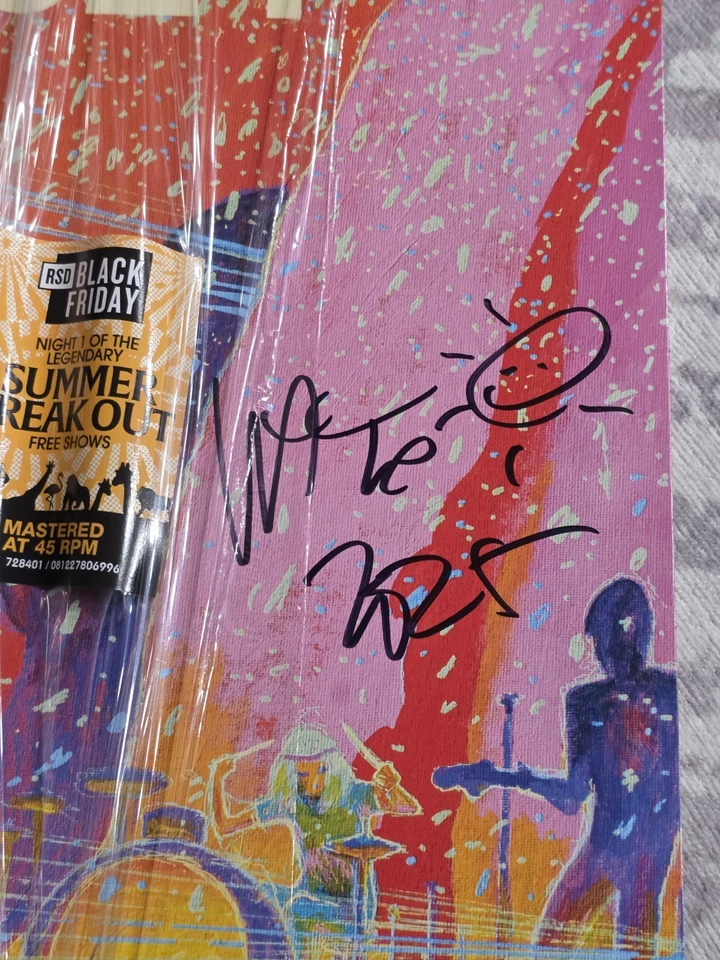 RSD BLACK
FRIDAY
NIGHT 1 OF THE
LEGENDARY
SUMMER
REAK OUT
FREE SHOWS
MASTERED
AT 45 RPM
728401 / 081227806996